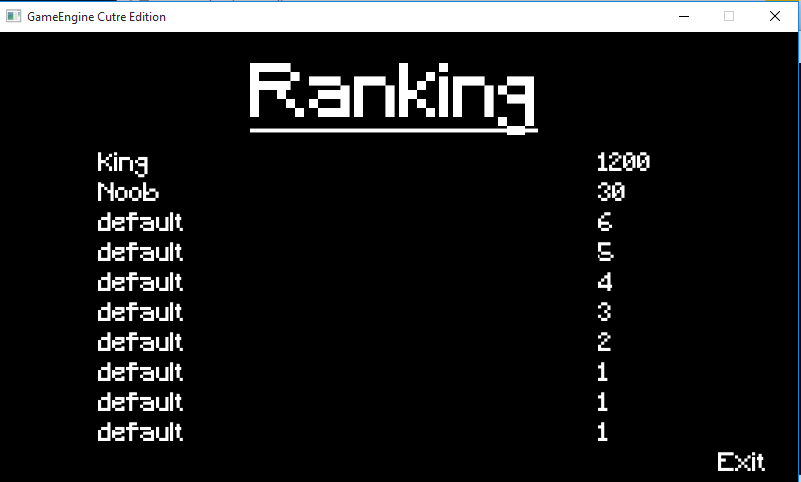 GameEngine Cutre Edition
Ranking
King 1200
Noob 30
default 6
default 5
default 4
default 3
default 2
default 1
default 1
default 1
Exit